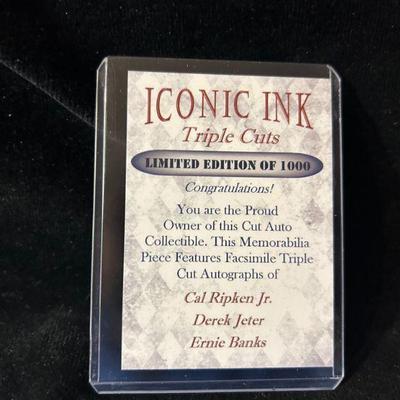 ICONIC INK
Triple Cuts
LIMITED EDITION OF 1000
Congratulations!
You are the Proud
Owner of this Cut Auto
Collectible. This Memorabilia
Piece Features Facsimile Triple
Cut Autographs of
Cal Ripken Jr.
Derek Jeter
Ernie Banks